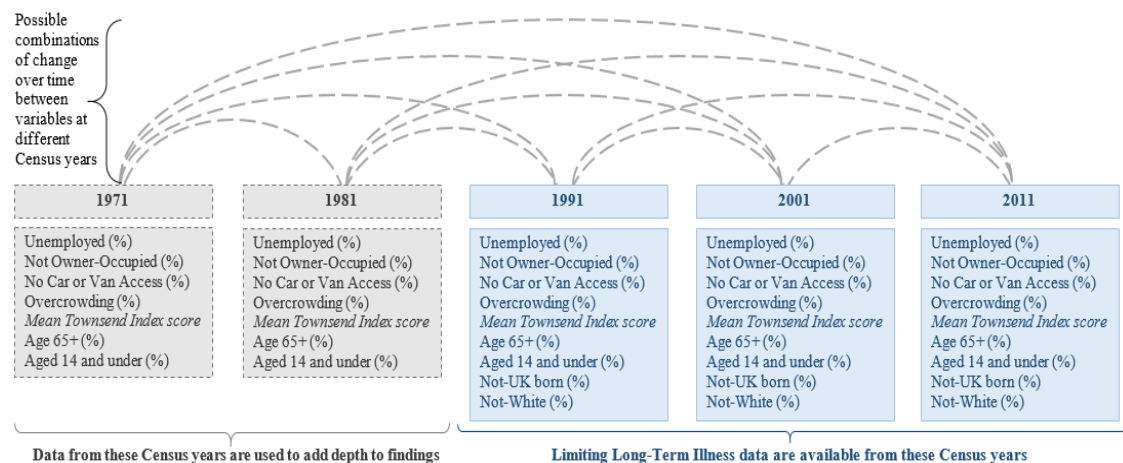 Possible
combinations
of change
over time
between
variables at
different
Census years
1971
1981
1991
2001
2011
Unemployed (%)
Not Owner-Occupied (%)
No Car or Van Access (%)
Overcrowding (%)
Mean Townsend Index score
Age 65+ (%)
Aged 14 and under (%)
Unemployed (%)
Not Owner-Occupied (%)
No Car or Van Access (%)
Overcrowding (%)
Mean Townsend Index score
Age 65+ (%)
Aged 14 and under (%)
Unemployed (%)
Not Owner-Occupied (%)
No Car or Van Access (%)
Overcrowding (%)
Mean Townsend Index score
Age 65+ (%)
Aged 14 and under (%)
Not-UK born (%)
Not-White (%)
Unemployed (%)
Not Owner-Occupied (%)
No Car or Van Access (%)
Overcrowding (%)
Mean Townsend Index score
Age 65+ (%)
Aged 14 and under (%)
Not-UK born (%)
Not-White (%)
Unemployed (%)
Not Owner-Occupied (%)
No Car or Van Access (%)
Overcrowding (%)
Mean Townsend Index score
Age 65+ (%)
Aged 14 and under (%)
Not-UK born (%)
Not-White (%)
Data from these Census years are used to add depth to findings
Limiting Long-Term Illness data are available from these Census years